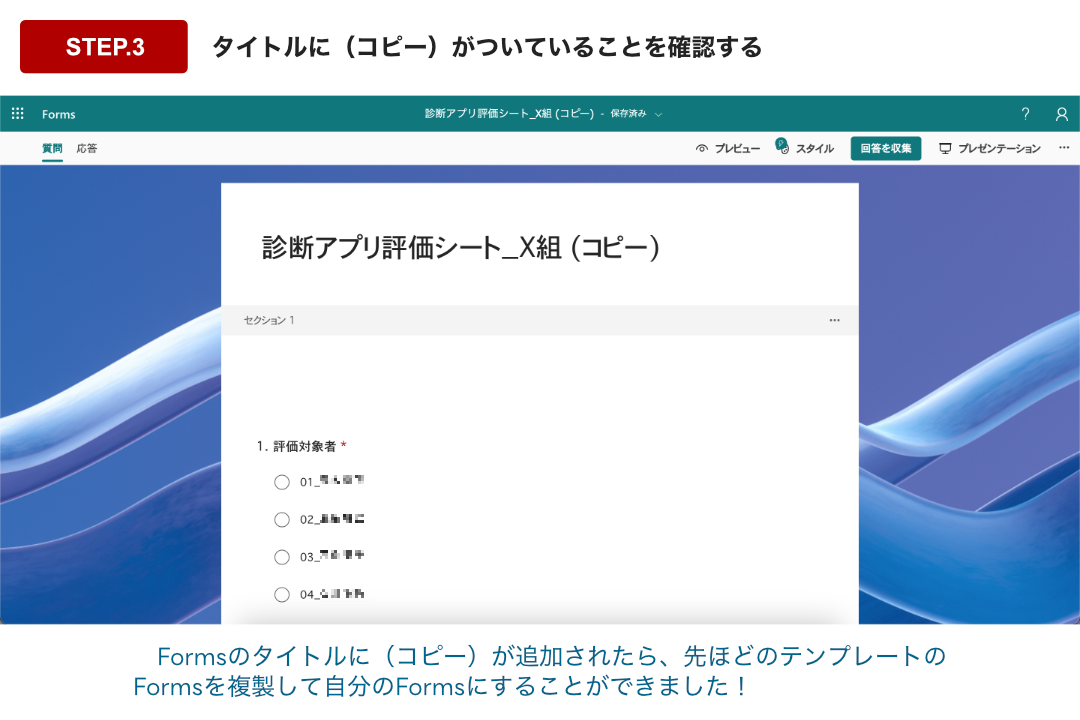 STEP.3 タイトルに（コピー）がついていることを確認する
Forms 診断アプリ評価シート_X組 (コピー) - 保存済み ?
質問 応答 プレビュー スタイル 回答を収集 プレゼンテーション ...
診断アプリ評価シート_X組 (コピー)
セクション 1 ...
1. 評価対象者 *
01_
02_
03_
04_
Formsのタイトルに（コピー）が追加されたら、先ほどのテンプレートの
Formsを複製して自分のFormsにすることができました！